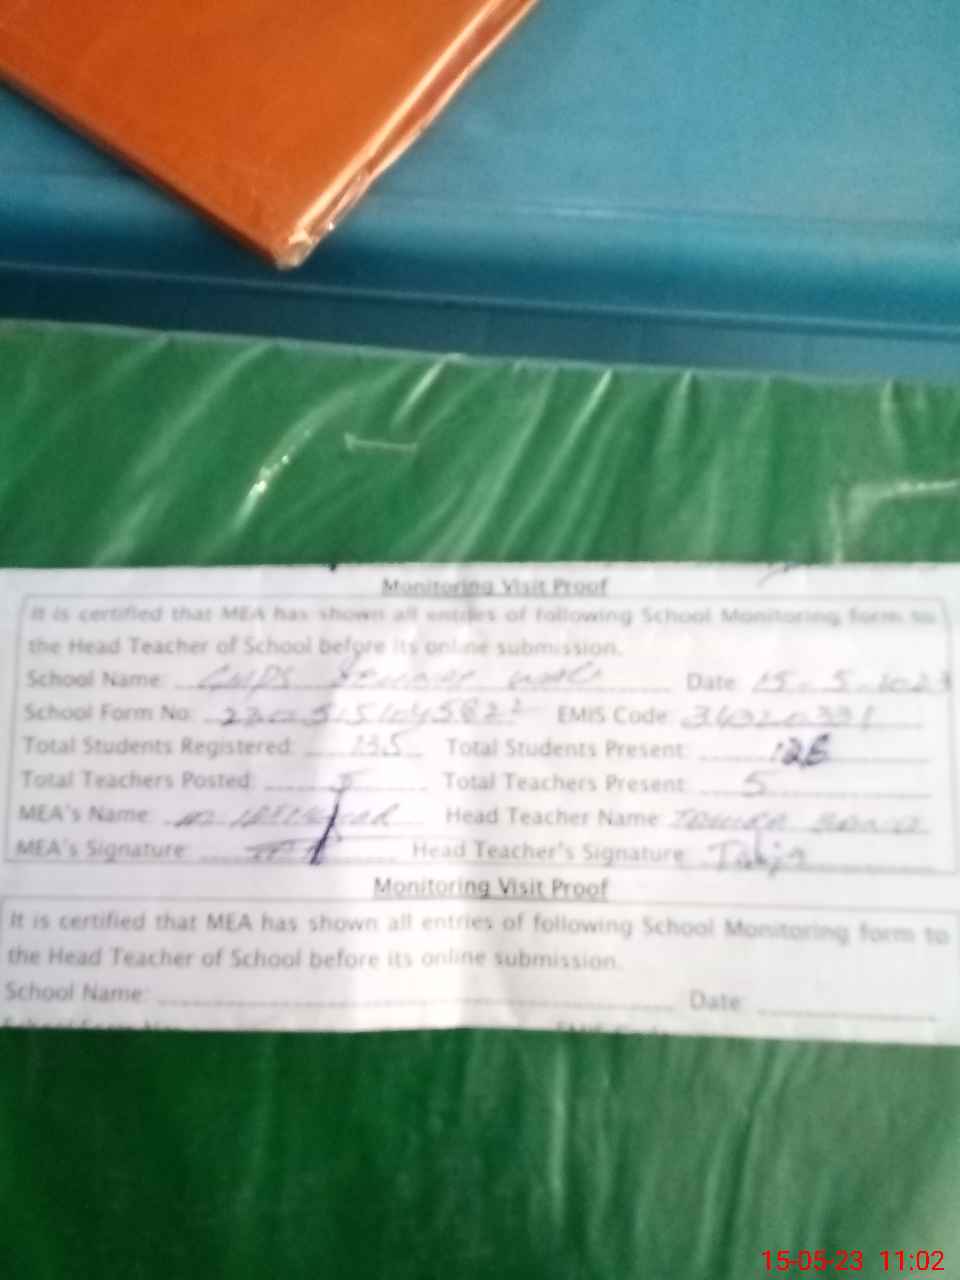 Monitoring Visit Proof
It is certified that MEA has shown all entries of following School Monitoring form to
the Head Teacher of School before its online submission.
School Name: Date: 15-5-2023
School Form No: EMIS Code: 34320331
Total Students Registered: 135 Total Students Present: 128
Total Teachers Posted: 5 Total Teachers Present: 5
MEA's Name: Head Teacher Name:
MEA's Signature: Head Teacher's Signature:
Monitoring Visit Proof
It is certified that MEA has shown all entries of following School Monitoring form to
the Head Teacher of School before its online submission.
School Name: Date:
15-05-23 11:02